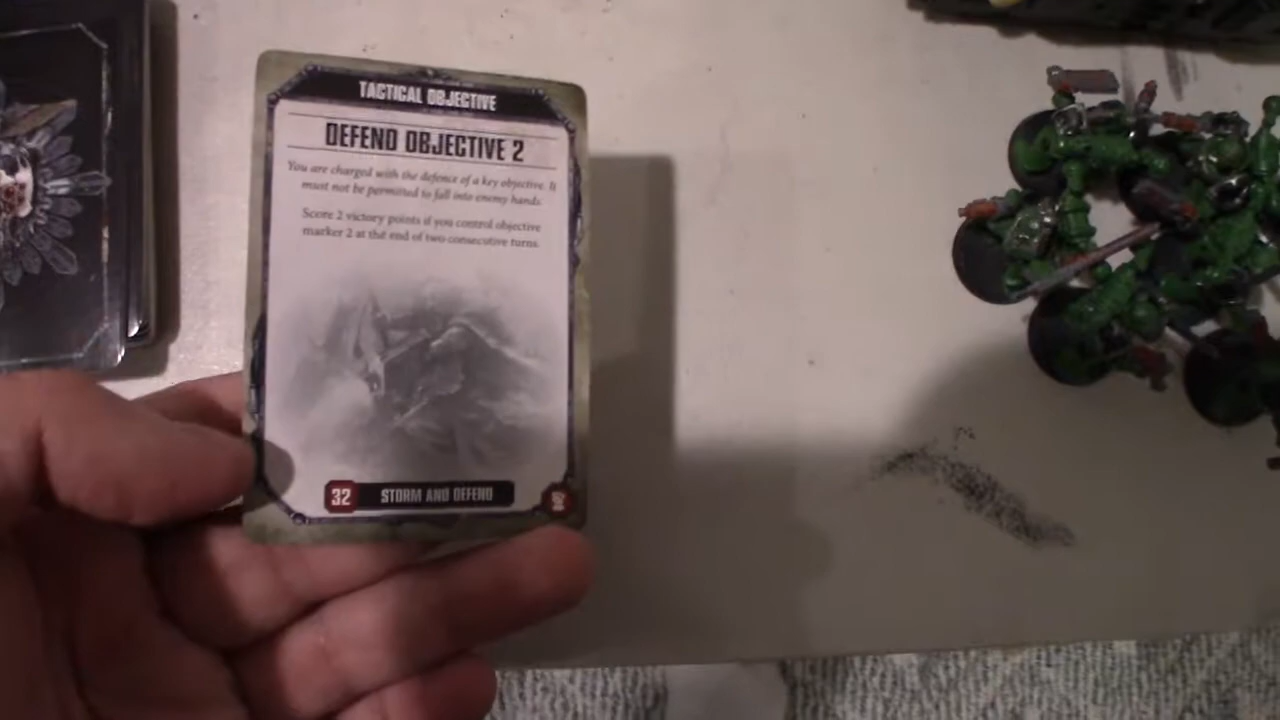 TACTICAL OBJECTIVE
DEFEND OBJECTIVE 2
You are charged with the defence of a key objective. It
must not be permitted to fall into enemy hands.
Score 2 victory points if you control objective
marker 2 at the end of two consecutive turns.
32 STORM AND DEFEND